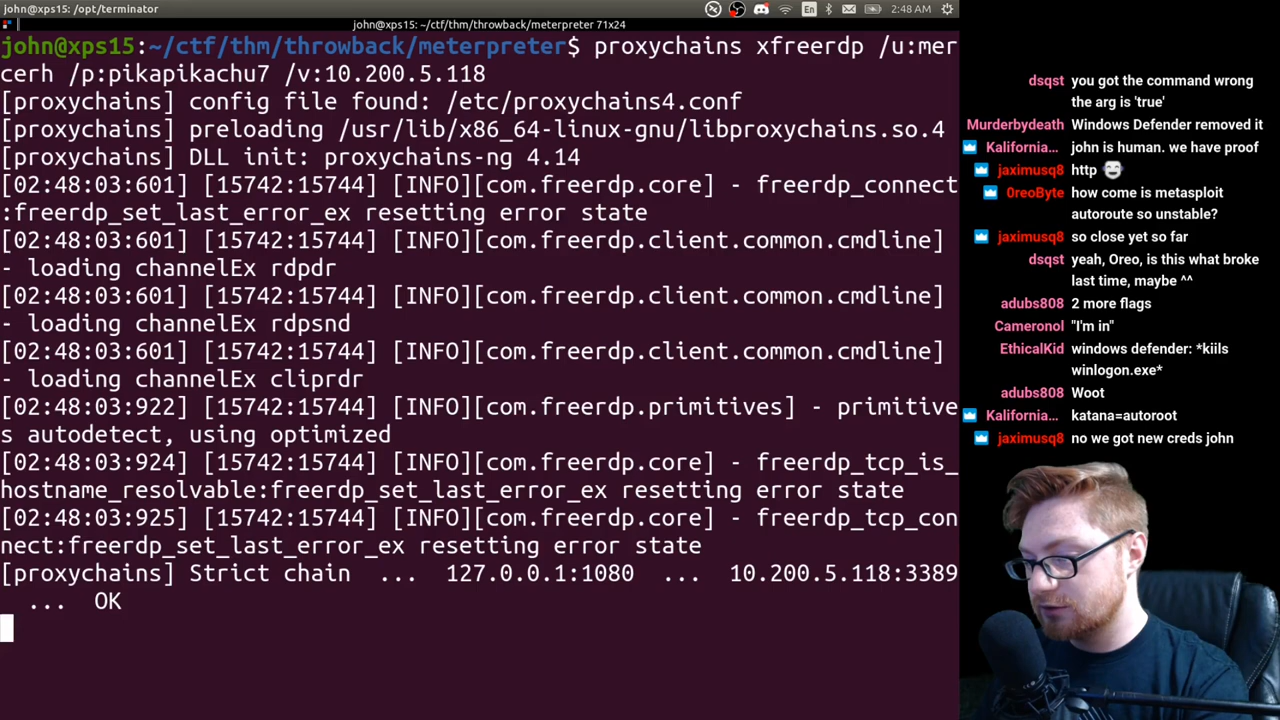 john@xps15: /opt/terminator
En
2:48 AM
john@xps15: ~/ctf/thm/throwback/meterpreter 71x24
john@xps15:~/ctf/thm/throwback/meterpreter$ proxychains xfreerdp /u:mer
cerh /p:pikapikachu7 /v:10.200.5.118
[proxychains] config file found: /etc/proxychains4.conf
[proxychains] preloading /usr/lib/x86_64-linux-gnu/libproxychains.so.4
[proxychains] DLL init: proxychains-ng 4.14
[02:48:03:601] [15742:15744] [INFO][com.freerdp.core] - freerdp_connect
:freerdp_set_last_error_ex resetting error state
[02:48:03:601] [15742:15744] [INFO][com.freerdp.client.common.cmdline]
- loading channelEx rdpdr
[02:48:03:601] [15742:15744] [INFO][com.freerdp.client.common.cmdline]
- loading channelEx rdpsnd
[02:48:03:601] [15742:15744] [INFO][com.freerdp.client.common.cmdline]
- loading channelEx cliprdr
[02:48:03:922] [15742:15744] [INFO][com.freerdp.primitives] - primitive
s autodetect, using optimized
[02:48:03:924] [15742:15744] [INFO][com.freerdp.core] - freerdp_tcp_is_
hostname_resolvable:freerdp_set_last_error_ex resetting error state
[02:48:03:925] [15742:15744] [INFO][com.freerdp.core] - freerdp_tcp_con
nect:freerdp_set_last_error_ex resetting error state
[proxychains] Strict chain ... 127.0.0.1:1080 ... 10.200.5.118:3389
... OK
dsqst you got the command wrong
the arg is 'true'
Murderbydeath Windows Defender removed it
Kalifornia... john is human. we have proof
jaximusq8 http
0reoByte how come is metasploit
autoroute so unstable?
jaximusq8 so close yet so far
dsqst yeah, Oreo, is this what broke
last time, maybe ^^
adubs808 2 more flags
Cameronol "I'm in"
EthicalKid windows defender: *kiils
winlogon.exe*
adubs808 Woot
Kalifornia... katana=autoroot
jaximusq8 no we got new creds john